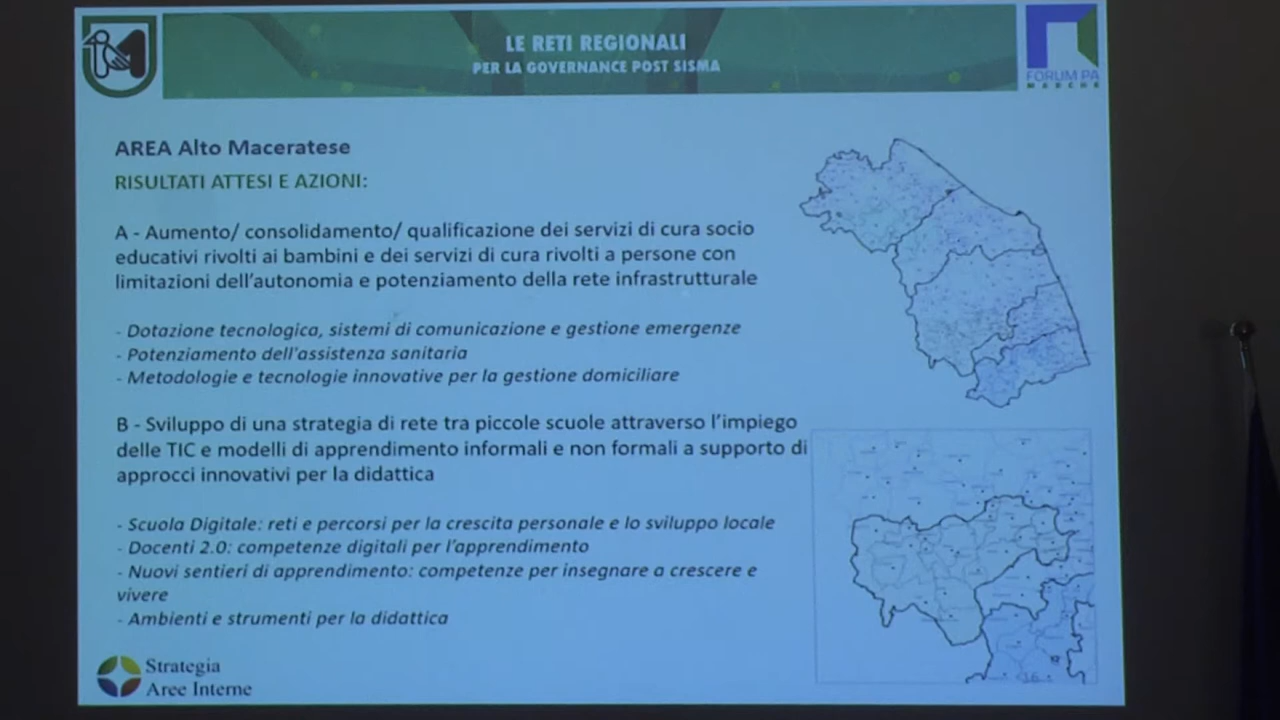 LE RETI REGIONALI
PER LA GOVERNANCE POST SISMA
FORUM PA
MARCHE
AREA Alto Maceratese
RISULTATI ATTESI E AZIONI:
A - Aumento/ consolidamento/ qualificazione dei servizi di cura socio
educativi rivolti ai bambini e dei servizi di cura rivolti a persone con
limitazioni dell'autonomia e potenziamento della rete infrastrutturale
- Dotazione tecnologica, sistemi di comunicazione e gestione emergenze
- Potenziamento dell'assistenza sanitaria
- Metodologie e tecnologie innovative per la gestione domiciliare
B - Sviluppo di una strategia di rete tra piccole scuole attraverso l'impiego
delle TIC e modelli di apprendimento informali e non formali a supporto di
approcci innovativi per la didattica
- Scuola Digitale: reti e percorsi per la crescita personale e lo sviluppo locale
- Docenti 2.0: competenze digitali per l'apprendimento
- Nuovi sentieri di apprendimento: competenze per insegnare a crescere e
vivere
- Ambienti e strumenti per la didattica
Strategia
Aree Interne
16